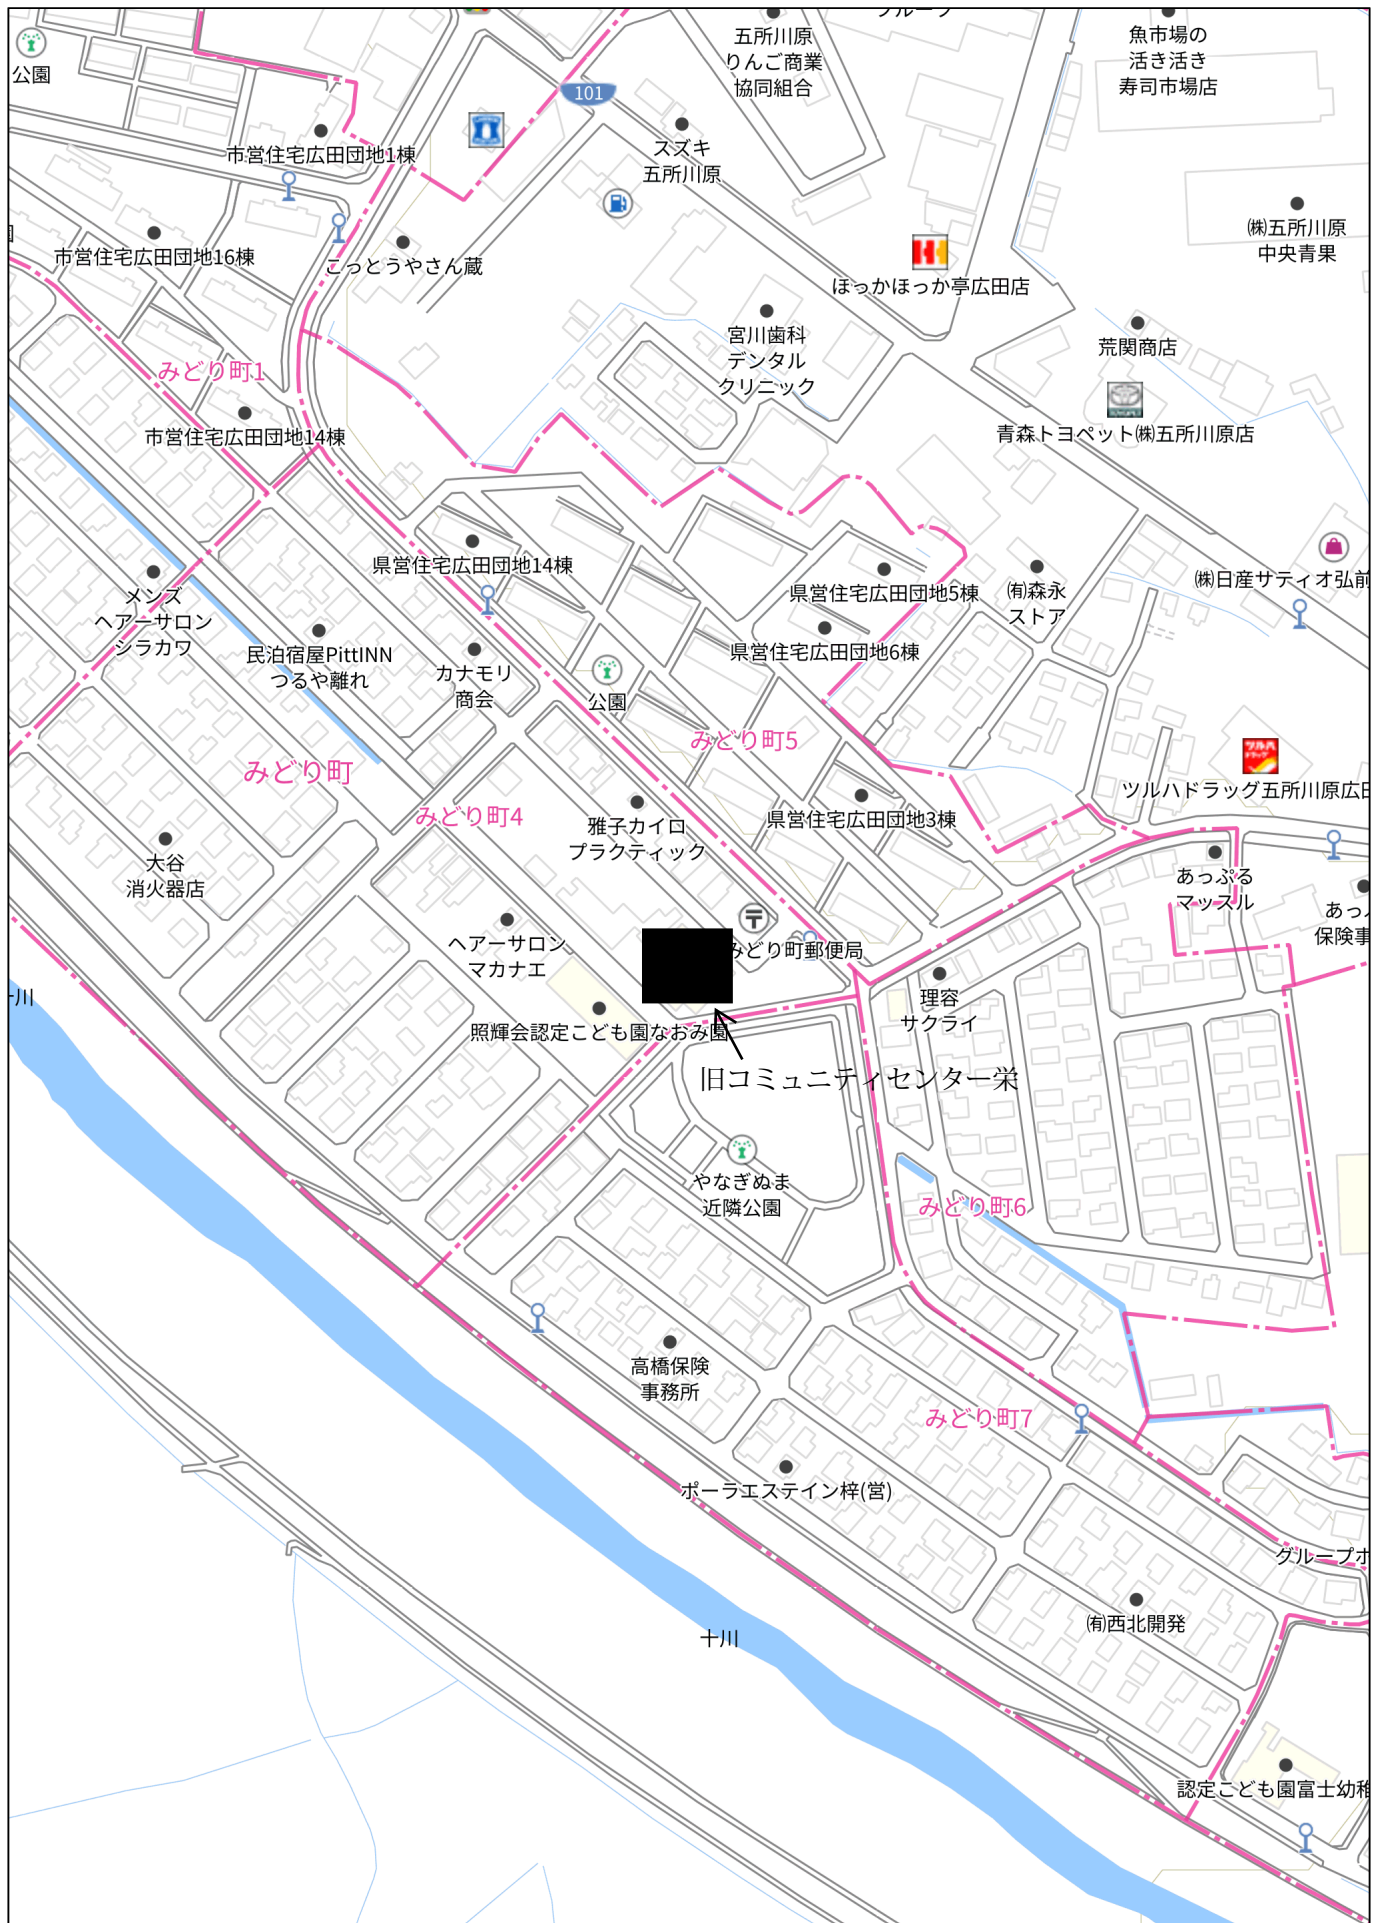 グループ
五所川原
りんご商業
協同組合
魚市場の
活き活き
寿司市場店
公園
101
市営住宅広田団地1棟
スズキ
五所川原
㈱五所川原
中央青果
市営住宅広田団地16棟
こっとうやさん蔵
ほっかほっか亭広田店
宮川歯科
デンタル
クリニック
荒関商店
みどり町1
市営住宅広田団地14棟
青森トヨペット㈱五所川原店
県営住宅広田団地14棟
県営住宅広田団地5棟
㈲森永
ストア
㈱日産サティオ弘前
メンズ
ヘアーサロン
シラカワ
民泊宿屋PittINN
つるや離れ
カナモリ
商会
県営住宅広田団地6棟
公園
みどり町5
みどり町
ツルハドラッグ五所川原広田
みどり町4
雅子カイロ
プラクティック
県営住宅広田団地3棟
大谷
消火器店
あっぷる
マッスル
あっ
保険事
ヘアーサロン
マカナエ
みどり町郵便局
川
理容
サクライ
照輝会認定こども園なおみ園
旧コミュニティセンター栄
やなぎぬま
近隣公園
みどり町6
高橋保険
事務所
みどり町7
ポーラエステイン梓(営)
グループホ
㈲西北開発
十川
認定こども園富士幼稚